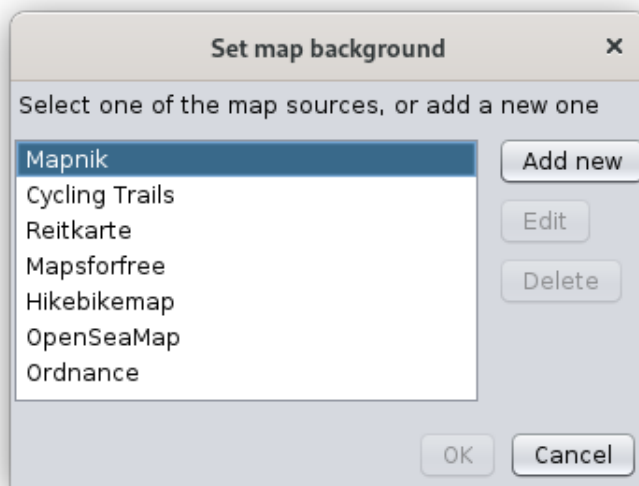 Set map background
Select one of the map sources, or add a new one
Mapnik
Cycling Trails
Reitkarte
Mapsforfree
Hikebikemap
OpenSeaMap
Ordnance
Add new
Edit
Delete
OK
Cancel